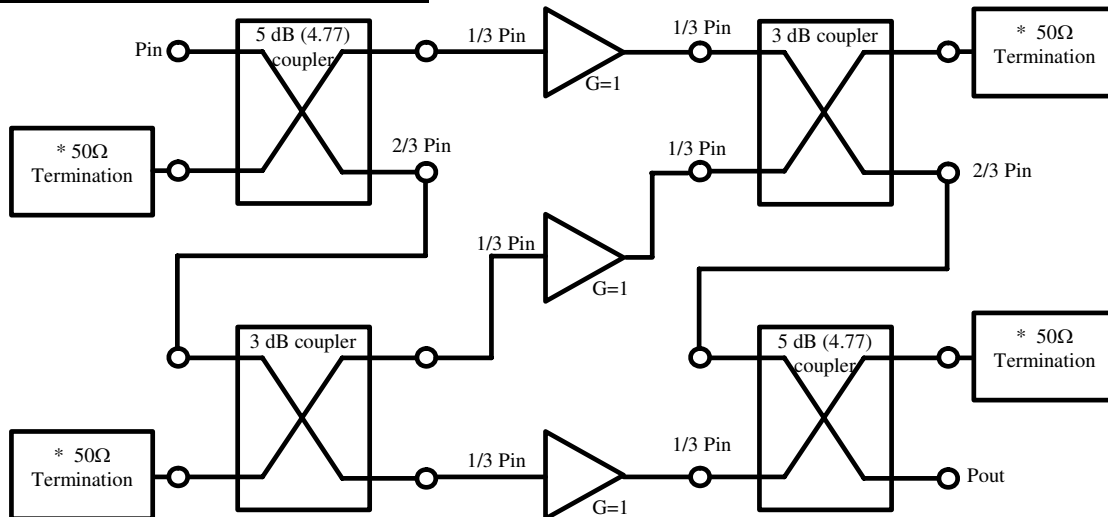 Pin
5 dB (4.77)
coupler
1/3 Pin
G=1
1/3 Pin
3 dB coupler
* 50Ω
Termination
* 50Ω
Termination
2/3 Pin
1/3 Pin
2/3 Pin
1/3 Pin
G=1
3 dB coupler
5 dB (4.77)
coupler
* 50Ω
Termination
* 50Ω
Termination
1/3 Pin
G=1
1/3 Pin
Pout